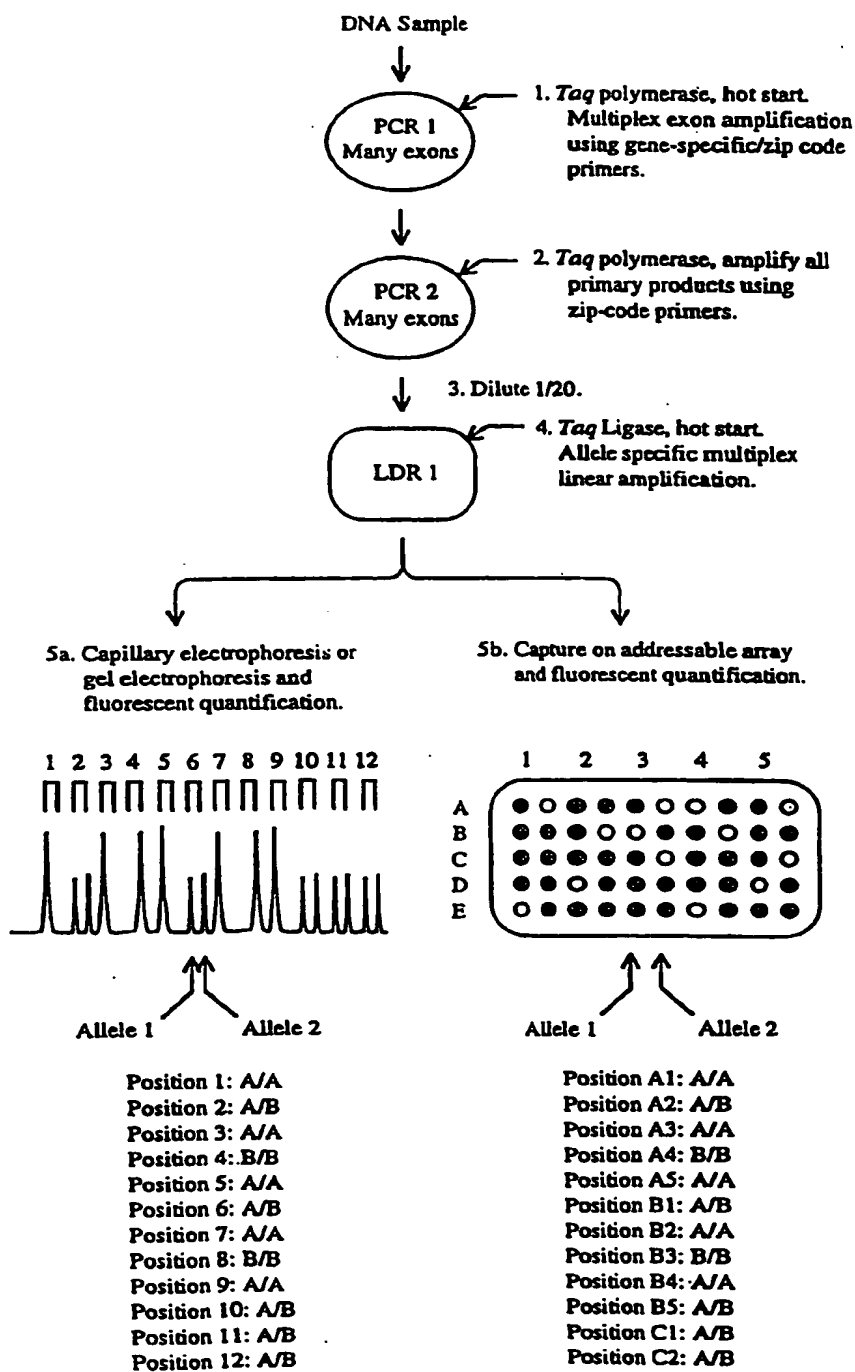 DNA Sample
PCR 1
Many exons
1. Taq polymerase, hot start.
Multiplex exon amplification
using gene-specific/zip code
primers.
PCR 2
Many exons
2. Taq polymerase, amplify all
primary products using
zip-code primers.
3. Dilute 1/20.
LDR 1
4. Taq Ligase, hot start.
Allele specific multiplex
linear amplification.
5a. Capillary electrophoresis or
gel electrophoresis and
fluorescent quantification.
5b. Capture on addressable array
and fluorescent quantification.
1 2 3 4 5 6 7 8 9 10 11 12
1 2 3 4 5
A
B
C
D
E
Allele 1 Allele 2
Allele 1 Allele 2
Position 1: A/A
Position 2: A/B
Position 3: A/A
Position 4: B/B
Position 5: A/A
Position 6: A/B
Position 7: A/A
Position 8: B/B
Position 9: A/A
Position 10: A/B
Position 11: A/B
Position 12: A/B
Position A1: A/A
Position A2: A/B
Position A3: A/A
Position A4: B/B
Position A5: A/A
Position B1: A/B
Position B2: A/A
Position B3: B/B
Position B4: A/A
Position B5: A/B
Position C1: A/B
Position C2: A/B